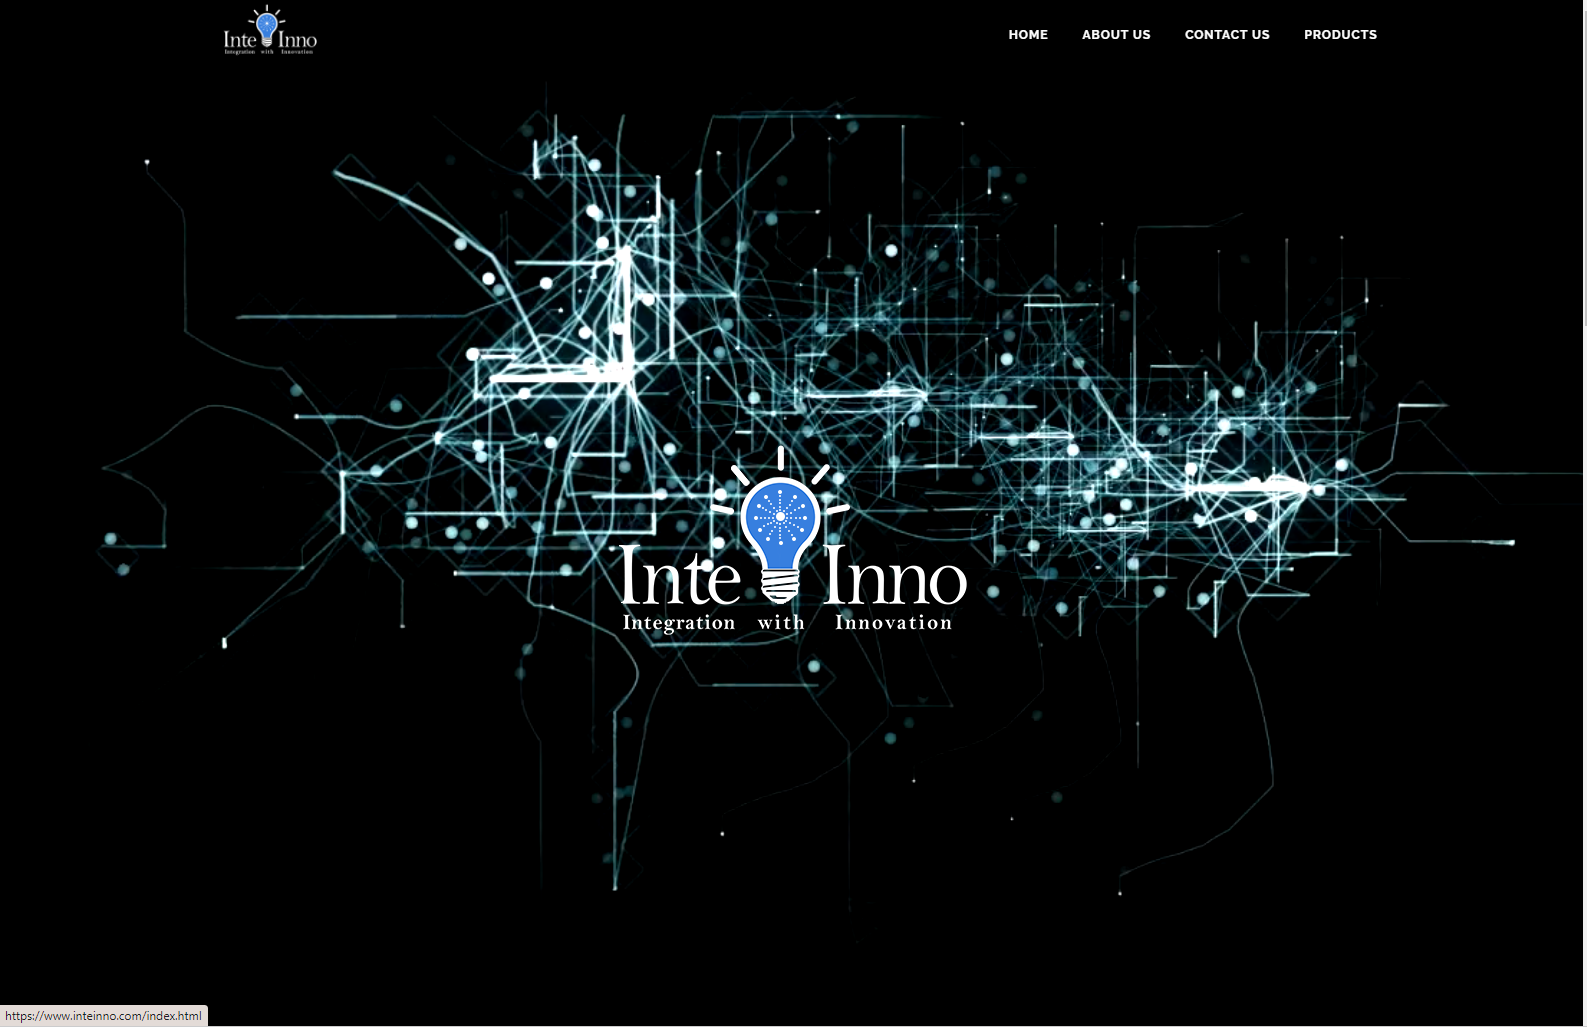 Inte Inno
Integration with Innovation
HOME ABOUT US CONTACT US PRODUCTS
Inte Inno
Integration with Innovation
https://www.inteinno.com/index.html